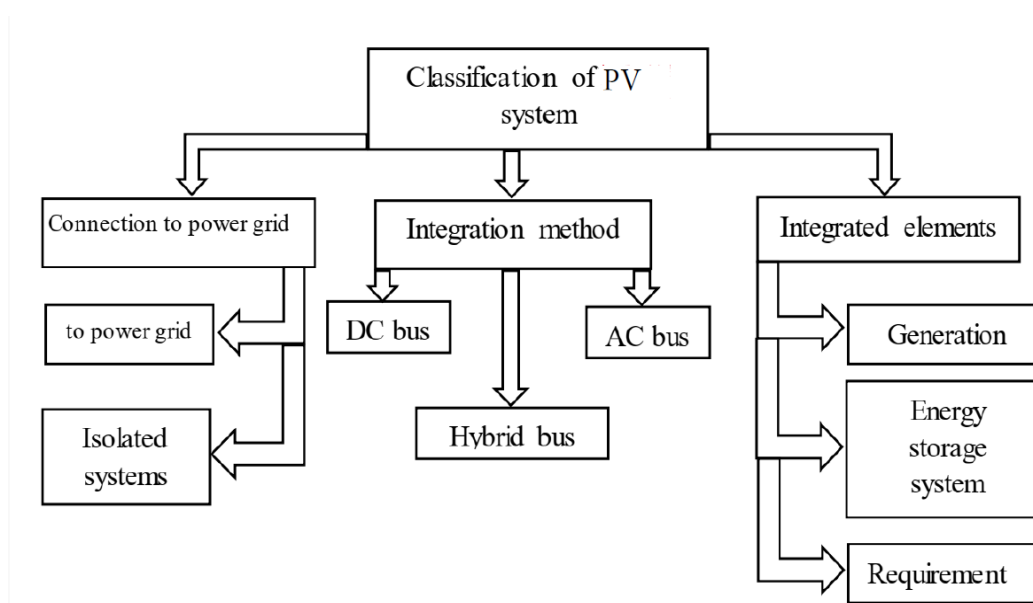 Classification of PV
system
Connection to power grid
Integration method
Integrated elements
to power grid
DC bus
AC bus
Generation
Isolated
systems
Hybrid bus
Energy
storage
system
Requirement